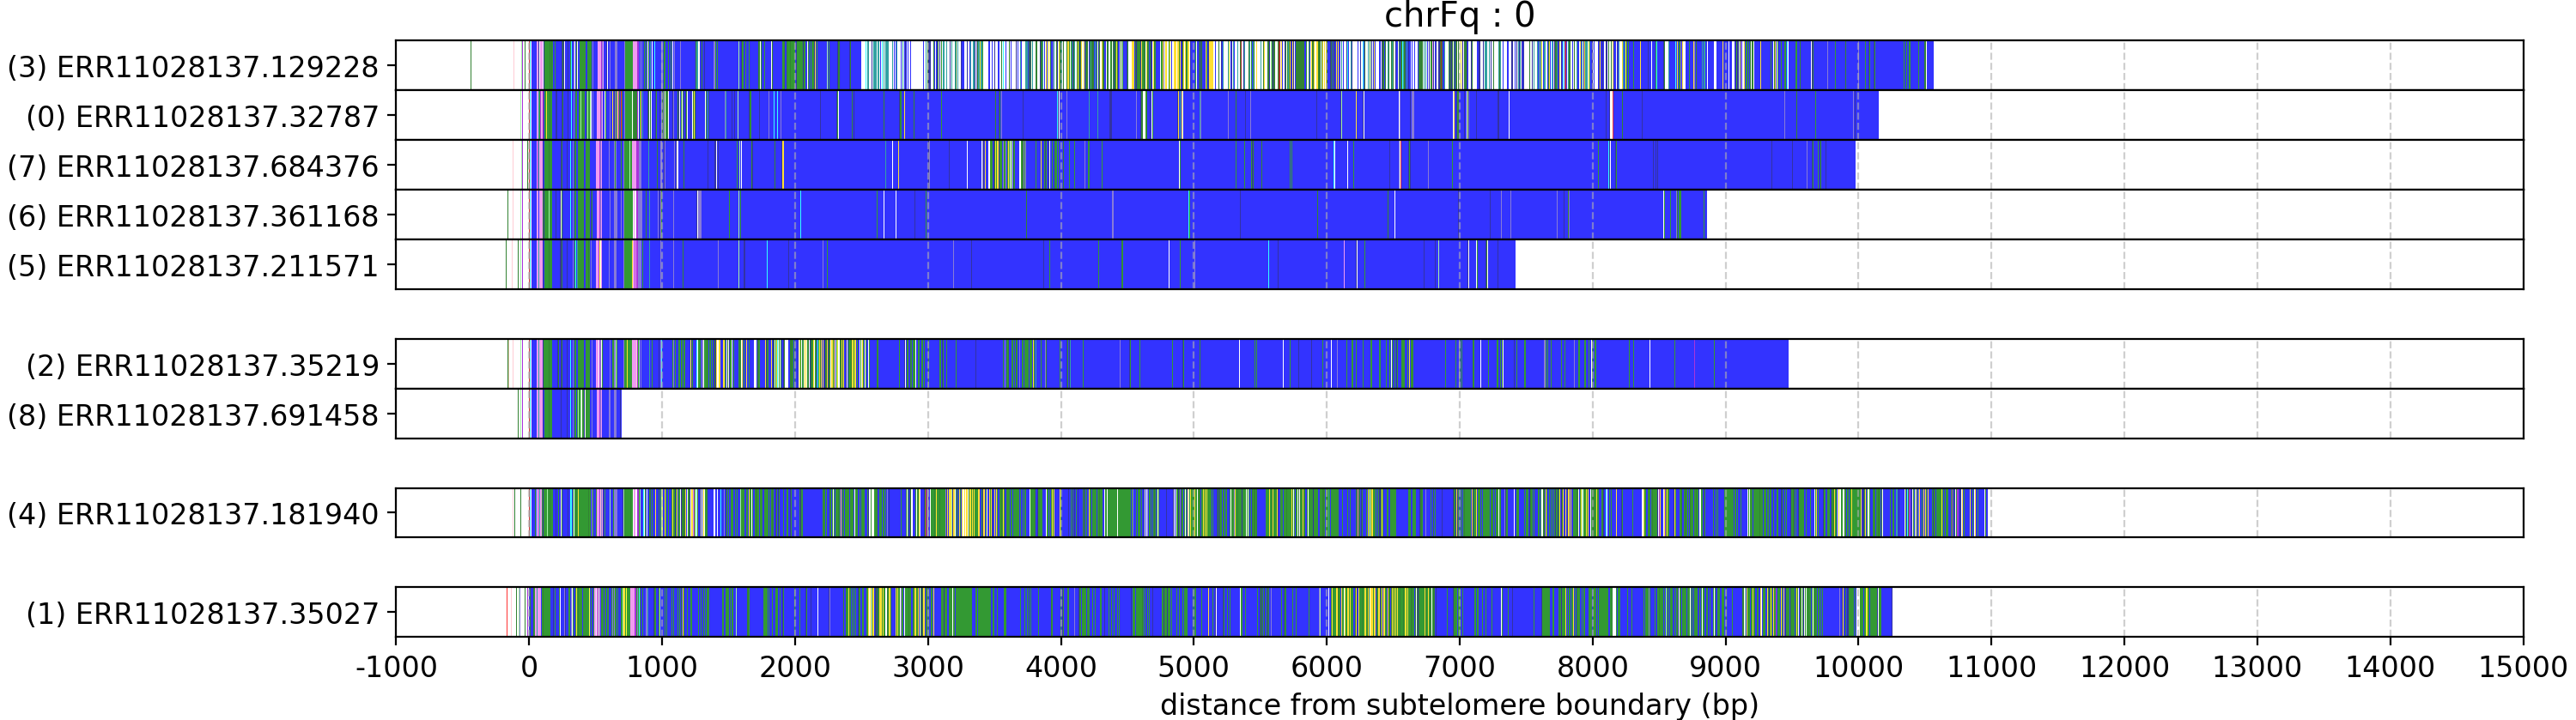 chrFq : 0
(3) ERR11028137.129228
(0) ERR11028137.32787
(7) ERR11028137.684376
(6) ERR11028137.361168
(5) ERR11028137.211571
(2) ERR11028137.35219
(8) ERR11028137.691458
(4) ERR11028137.181940
(1) ERR11028137.35027
-1000 0 1000 2000 3000 4000 5000 6000 7000 8000 9000 10000 11000 12000 13000 14000 15000
distance from subtelomere boundary (bp)